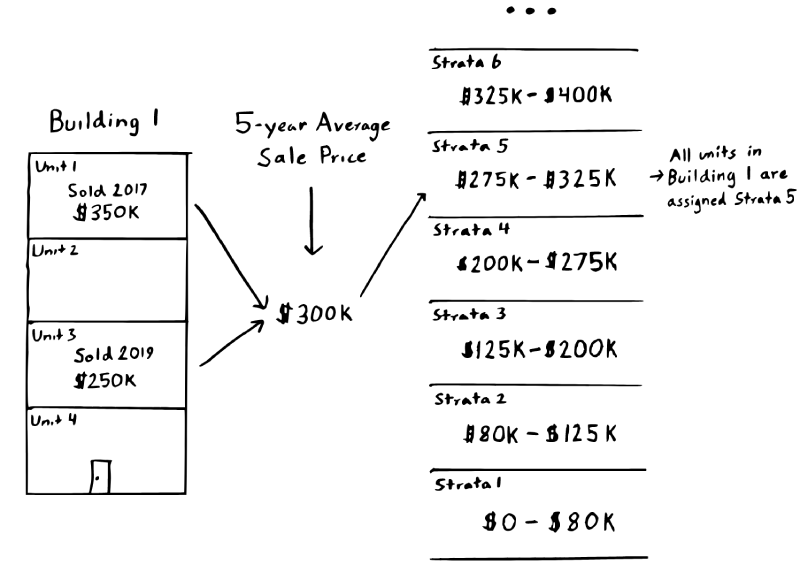 Building 1
Unit 1
Sold 2017
$350K
Unit 2
Unit 3
Sold 2019
$250K
Unit 4
5-year Average
Sale Price
$300K
...
Strata 6
$325K - $400K
Strata 5
$275K - $325K
Strata 4
$200K - $275K
Strata 3
$125K - $200K
Strata 2
$80K - $125K
Strata 1
$0 - $80K
All units in
Building 1 are
assigned Strata 5